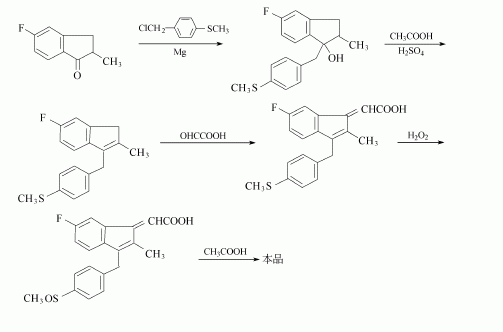 F
O
CH₃
ClCH₂
SCH₃
Mg
F
OH
CH₃
CH₃S
CH₃COOH
H₂SO₄
F
CH₃
CH₃S
OHCCOOH
F
CHCOOH
CH₃
CH₃S
H₂O₂
F
CHCOOH
CH₃
CH₃OS
CH₃COOH
本品